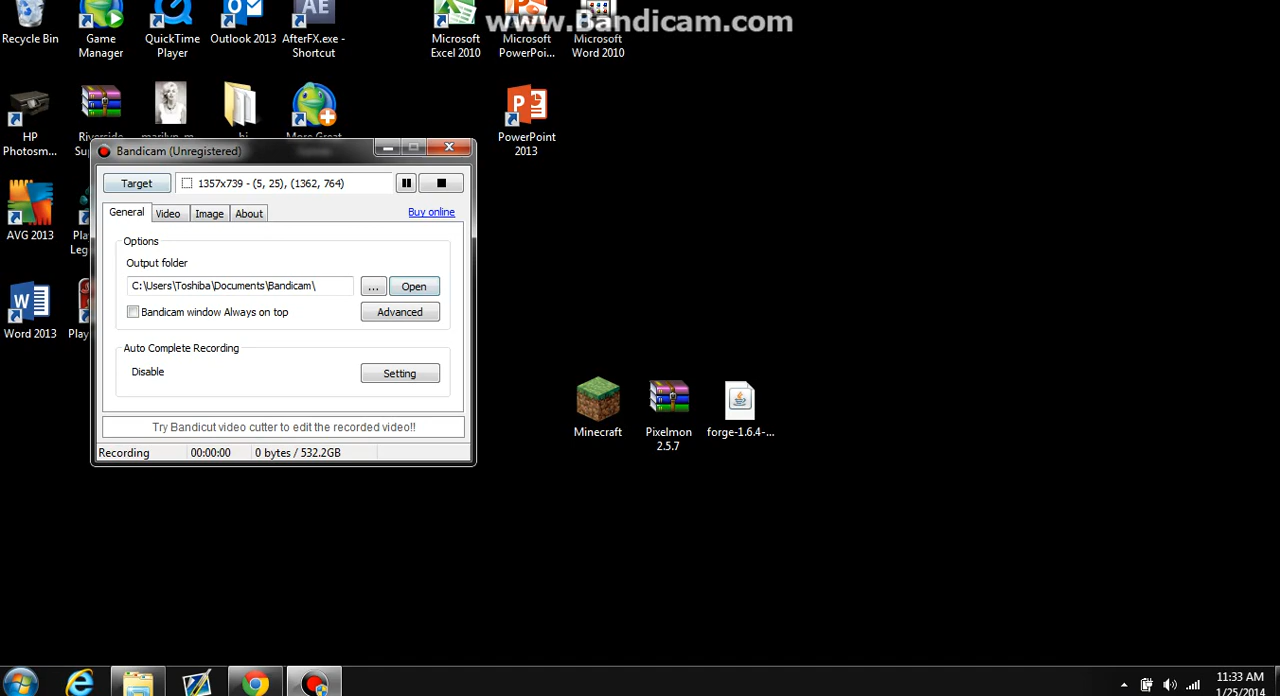 www.Bandicam.com
Recycle Bin
Game
Manager
QuickTime
Player
Outlook 2013
AfterFX.exe -
Shortcut
Microsoft
Excel 2010
Microsoft
PowerPoi...
Microsoft
Word 2010
HP
Photosm...
Riverside
marilyn_m
hi
More Great
PowerPoint
2013
AVG 2013
Word 2013
Bandicam (Unregistered)
Target
1357x739 - (5, 25), (1362, 764)
General
Video
Image
About
Buy online
Options
Output folder
C:\Users\Toshiba\Documents\Bandicam\
...
Open
Bandicam window Always on top
Advanced
Auto Complete Recording
Disable
Setting
Try Bandicut video cutter to edit the recorded video!!
Recording
00:00:00
0 bytes / 532.2GB
Minecraft
Pixelmon
2.5.7
forge-1.6.4-...
11:33 AM
1/25/2014